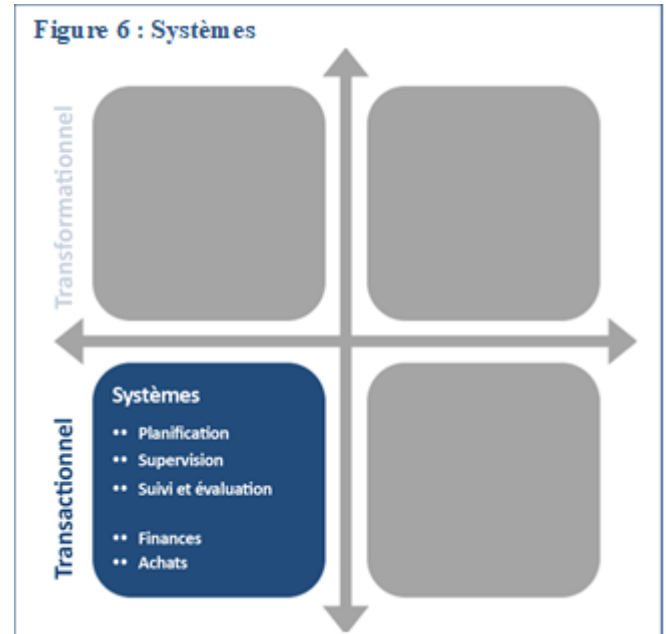 Figure 6 : Systèmes
Transformationnel
Transactionnel
Systèmes
•• Planification
•• Supervision
•• Suivi et évaluation
•• Finances
•• Achats